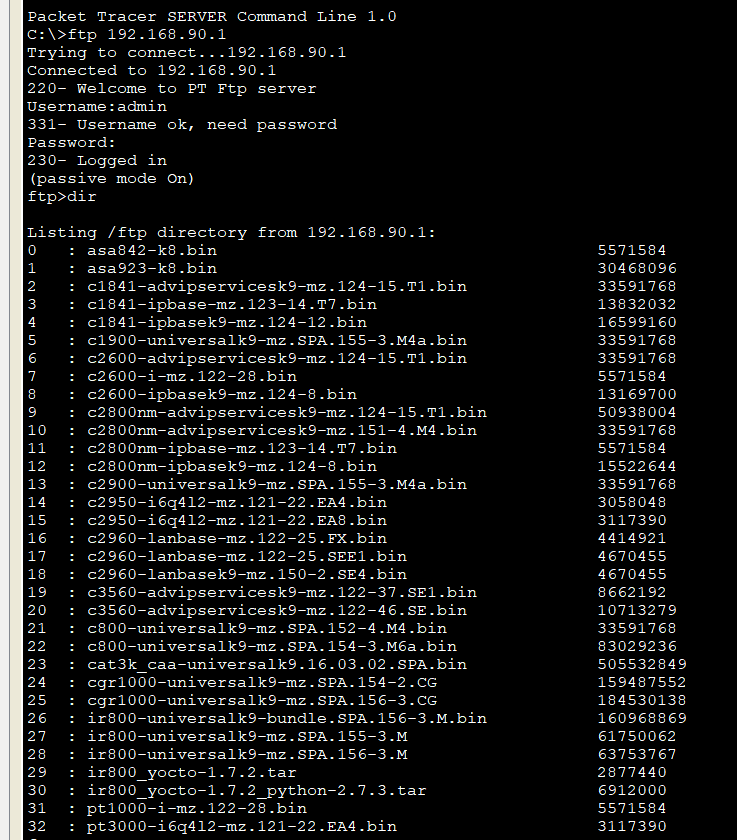 Packet Tracer SERVER Command Line 1.0
C:\>ftp 192.168.90.1
Trying to connect...192.168.90.1
Connected to 192.168.90.1
220- Welcome to PT Ftp server
Username:admin
331- Username ok, need password
Password:
230- Logged in
(passive mode On)
ftp>dir
Listing /ftp directory from 192.168.90.1:
0 : asa842-k8.bin 5571584
1 : asa923-k8.bin 30468096
2 : c1841-advipservicesk9-mz.124-15.T1.bin 33591768
3 : c1841-ipbase-mz.123-14.T7.bin 13832032
4 : c1841-ipbasek9-mz.124-12.bin 16599160
5 : c1900-universalk9-mz.SPA.155-3.M4a.bin 33591768
6 : c2600-advipservicesk9-mz.124-15.T1.bin 33591768
7 : c2600-i-mz.122-28.bin 5571584
8 : c2600-ipbasek9-mz.124-8.bin 13169700
9 : c2800nm-advipservicesk9-mz.124-15.T1.bin 50938004
10 : c2800nm-advipservicesk9-mz.151-4.M4.bin 33591768
11 : c2800nm-ipbase-mz.123-14.T7.bin 5571584
12 : c2800nm-ipbasek9-mz.124-8.bin 15522644
13 : c2900-universalk9-mz.SPA.155-3.M4a.bin 33591768
14 : c2950-i6q4l2-mz.121-22.EA4.bin 3058048
15 : c2950-i6q4l2-mz.121-22.EA8.bin 3117390
16 : c2960-lanbase-mz.122-25.FX.bin 4414921
17 : c2960-lanbase-mz.122-25.SEE1.bin 4670455
18 : c2960-lanbasek9-mz.150-2.SE4.bin 4670455
19 : c3560-advipservicesk9-mz.122-37.SE1.bin 8662192
20 : c3560-advipservicesk9-mz.122-46.SE.bin 10713279
21 : c800-universalk9-mz.SPA.152-4.M4.bin 33591768
22 : c800-universalk9-mz.SPA.154-3.M6a.bin 83029236
23 : cat3k_caa-universalk9.16.03.02.SPA.bin 505532849
24 : cgr1000-universalk9-mz.SPA.154-2.CG 159487552
25 : cgr1000-universalk9-mz.SPA.156-3.CG 184530138
26 : ir800-universalk9-bundle.SPA.156-3.M.bin 160968869
27 : ir800-universalk9-mz.SPA.155-3.M 61750062
28 : ir800-universalk9-mz.SPA.156-3.M 63753767
29 : ir800_yocto-1.7.2.tar 2877440
30 : ir800_yocto-1.7.2_python-2.7.3.tar 6912000
31 : pt1000-i-mz.122-28.bin 5571584
32 : pt3000-i6q4l2-mz.121-22.EA4.bin 3117390